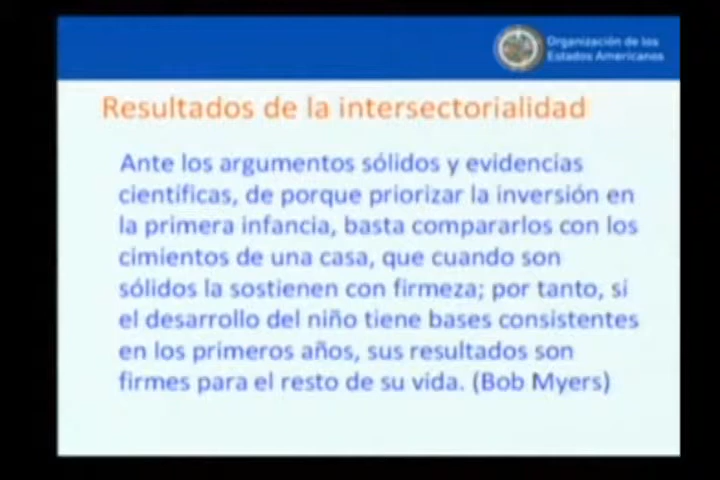 Organización de los
Estados Americanos
Resultados de la intersectorialidad
Ante los argumentos sólidos y evidencias
científicas, de porque priorizar la inversión en
la primera infancia, basta compararlos con los
cimientos de una casa, que cuando son
sólidos la sostienen con firmeza; por tanto, si
el desarrollo del niño tiene bases consistentes
en los primeros años, sus resultados son
firmes para el resto de su vida. (Bob Myers)